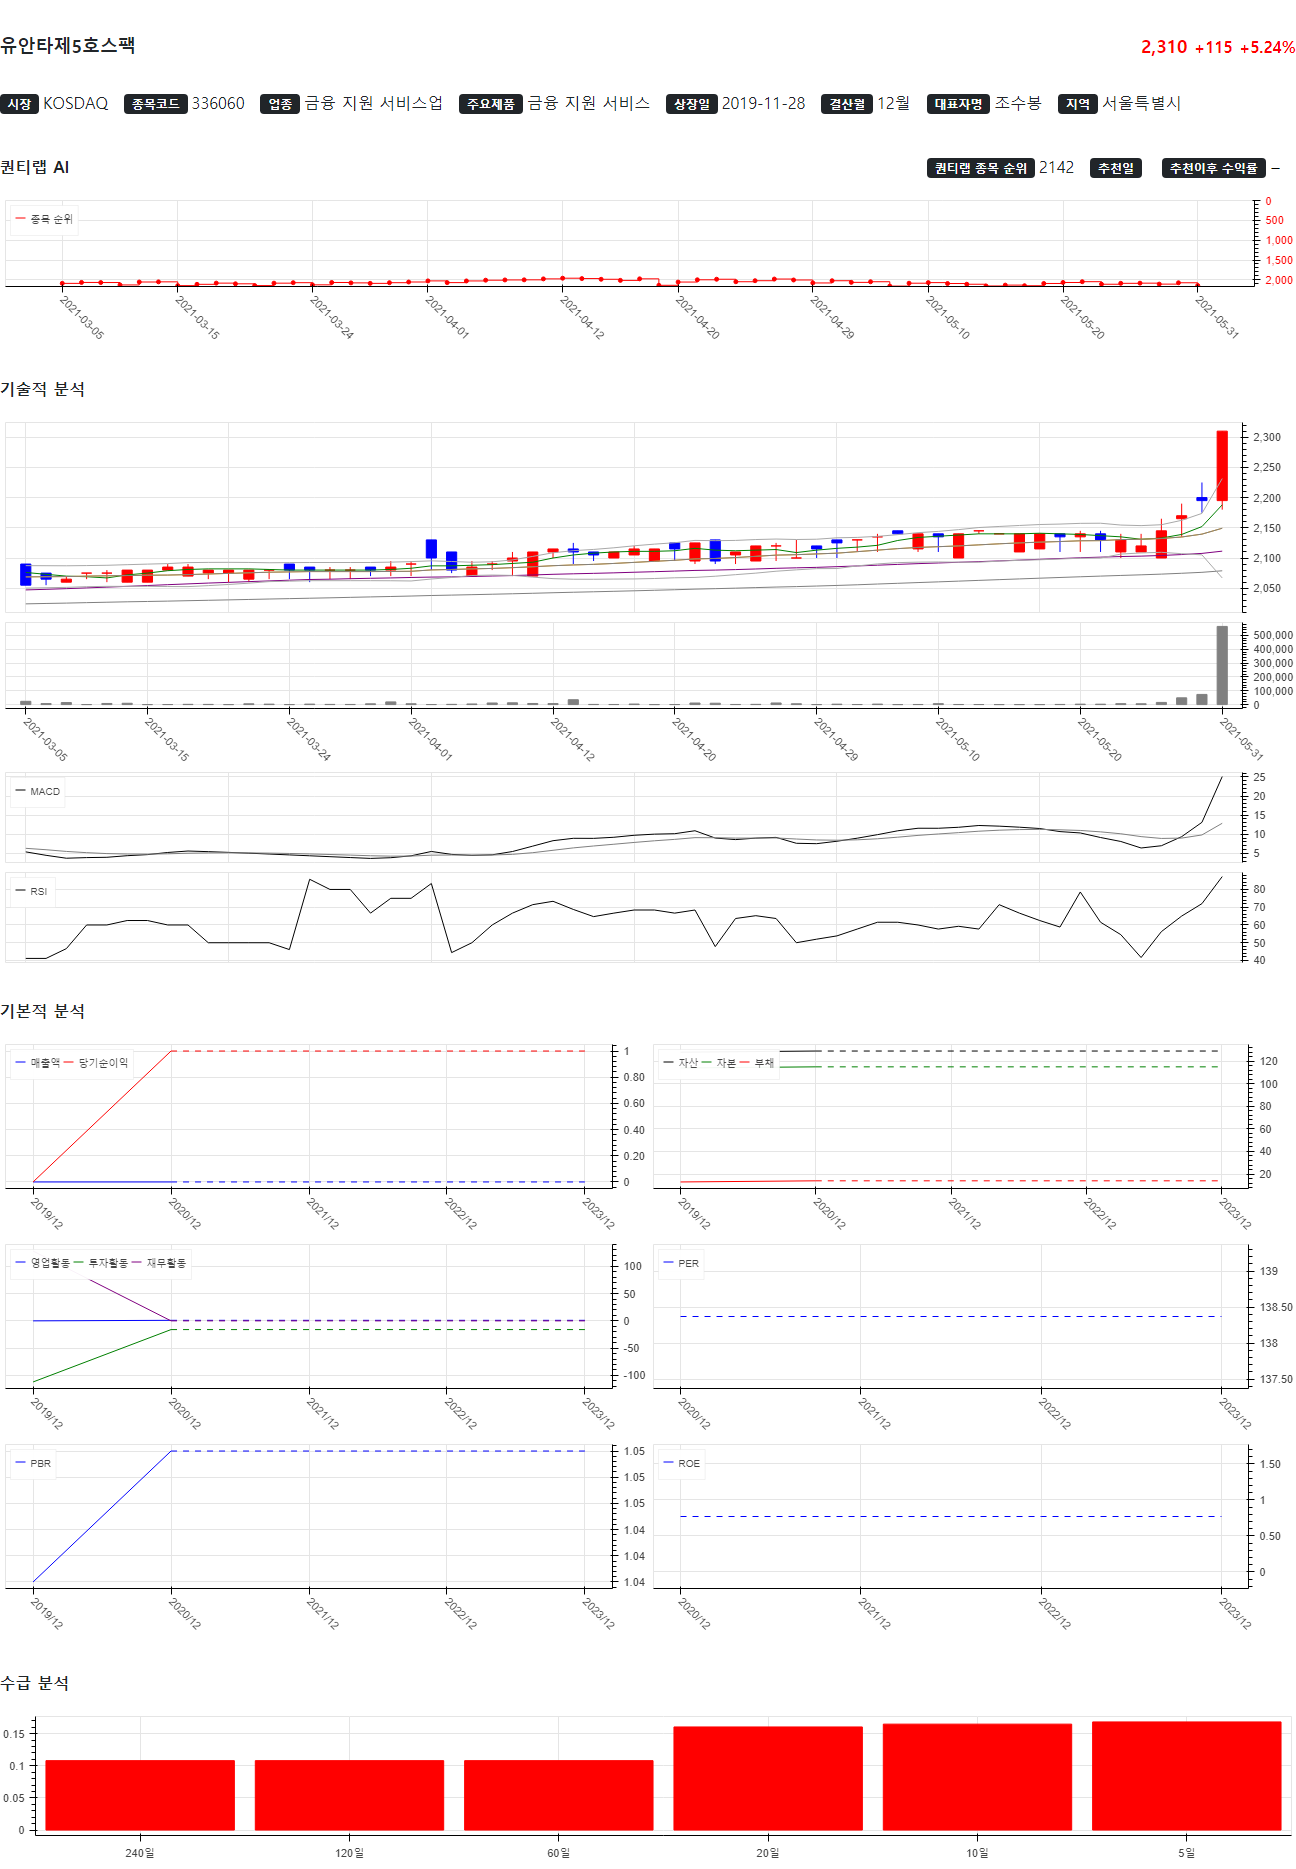 유안타제5호스팩 2,310 +115 +5.24%
시장 KOSDAQ 종목코드 336060 업종 금융 지원 서비스업 주요제품 금융 지원 서비스 상장일 2019-11-28 결산월 12월 대표자명 조수봉 지역 서울특별시
퀀티랩 AI 퀀티랩 종목 순위 2142 추천일 추천이후 수익률 –
종목 순위
0
500
1,000
1,500
2,000
2021-03-05 2021-03-15 2021-03-24 2021-04-01 2021-04-12 2021-04-20 2021-04-29 2021-05-10 2021-05-20 2021-05-31
기술적 분석
2,300
2,250
2,200
2,150
2,100
2,050
500,000
400,000
300,000
200,000
100,000
0
2021-03-05 2021-03-15 2021-03-24 2021-04-01 2021-04-12 2021-04-20 2021-04-29 2021-05-10 2021-05-20 2021-05-31
MACD
25
20
15
10
5
RSI
80
70
60
50
40
기본적 분석
매출액 당기순이익
1
0.80
0.60
0.40
0.20
0
2019/12 2020/12 2021/12 2022/12 2023/12
자산 자본 부채
120
100
80
60
40
20
2019/12 2020/12 2021/12 2022/12 2023/12
영업활동 투자활동 재무활동
100
50
0
-50
-100
2019/12 2020/12 2021/12 2022/12 2023/12
PER
139
138.50
138
137.50
2020/12 2021/12 2022/12 2023/12
PBR
1.05
1.05
1.05
1.04
1.04
1.04
2019/12 2020/12 2021/12 2022/12 2023/12
ROE
1.50
1
0.50
0
2020/12 2021/12 2022/12 2023/12
수급 분석
0.15
0.1
0.05
0
240일 120일 60일 20일 10일 5일